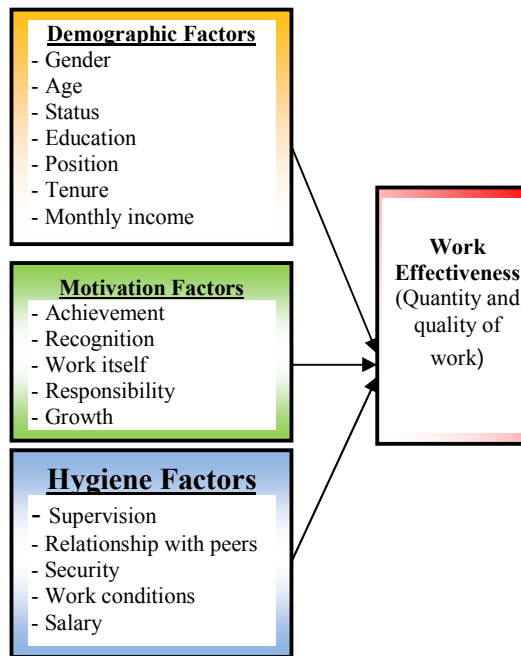 Demographic Factors
- Gender
- Age
- Status
- Education
- Position
- Tenure
- Monthly income
Motivation Factors
- Achievement
- Recognition
- Work itself
- Responsibility
- Growth
Hygiene Factors
- Supervision
- Relationship with peers
- Security
- Work conditions
- Salary
Work
Effectiveness
(Quantity and
quality of
work)